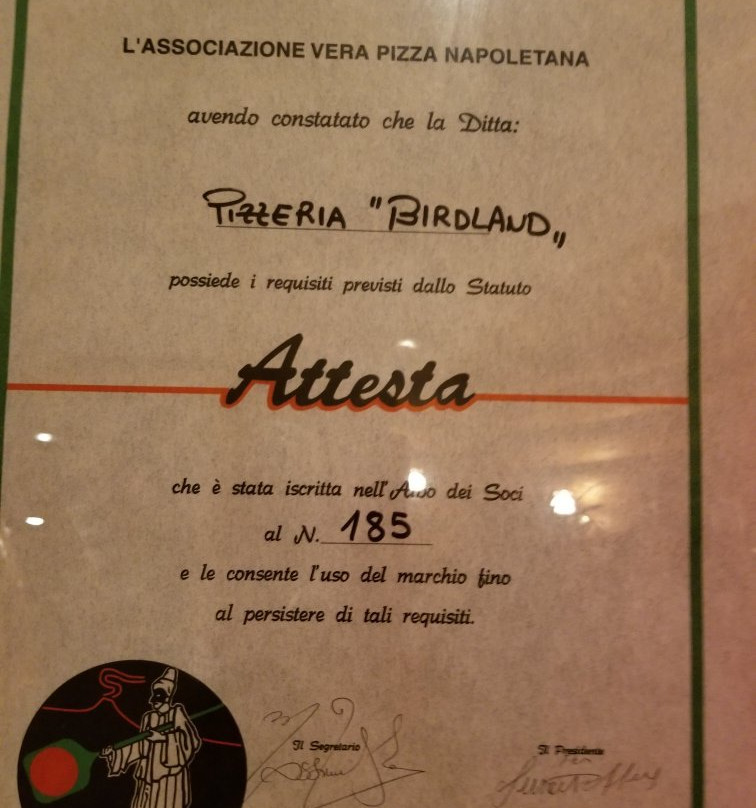 L'ASSOCIAZIONE VERA PIZZA NAPOLETANA
avendo constatato che la Ditta:
PIZZERIA "BIRDLAND„
possiede i requisiti previsti dallo Statuto
Attesta
che è stata iscritta nell'Albo dei Soci
al N. 185
e le consente l'uso del marchio fino
al persistere di tali requisiti.
Il Segretario
Il Presidente